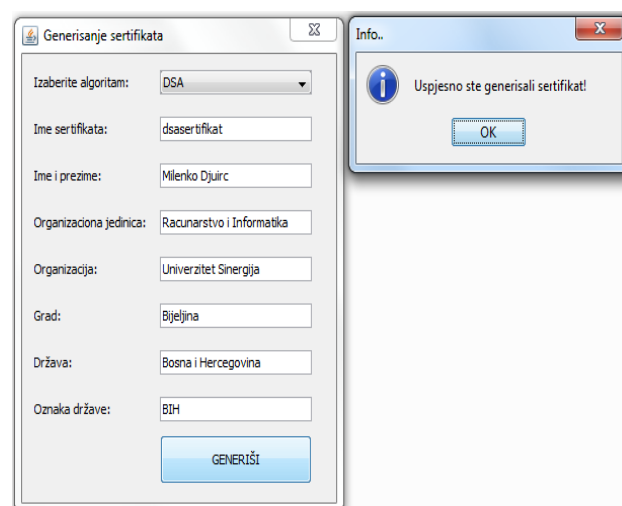 Generisanje sertifikata
Izaberite algoritam: DSA
Ime sertifikata: dsasertifikat
Ime i prezime: Milenko Djuirc
Organizaciona jedinica: Racunarstvo i Informatika
Organizacija: Univerzitet Sinergija
Grad: Bijeljina
Država: Bosna i Hercegovina
Oznaka države: BIH
GENERIŠI
Info..
Uspjesno ste generisali sertifikat!
OK